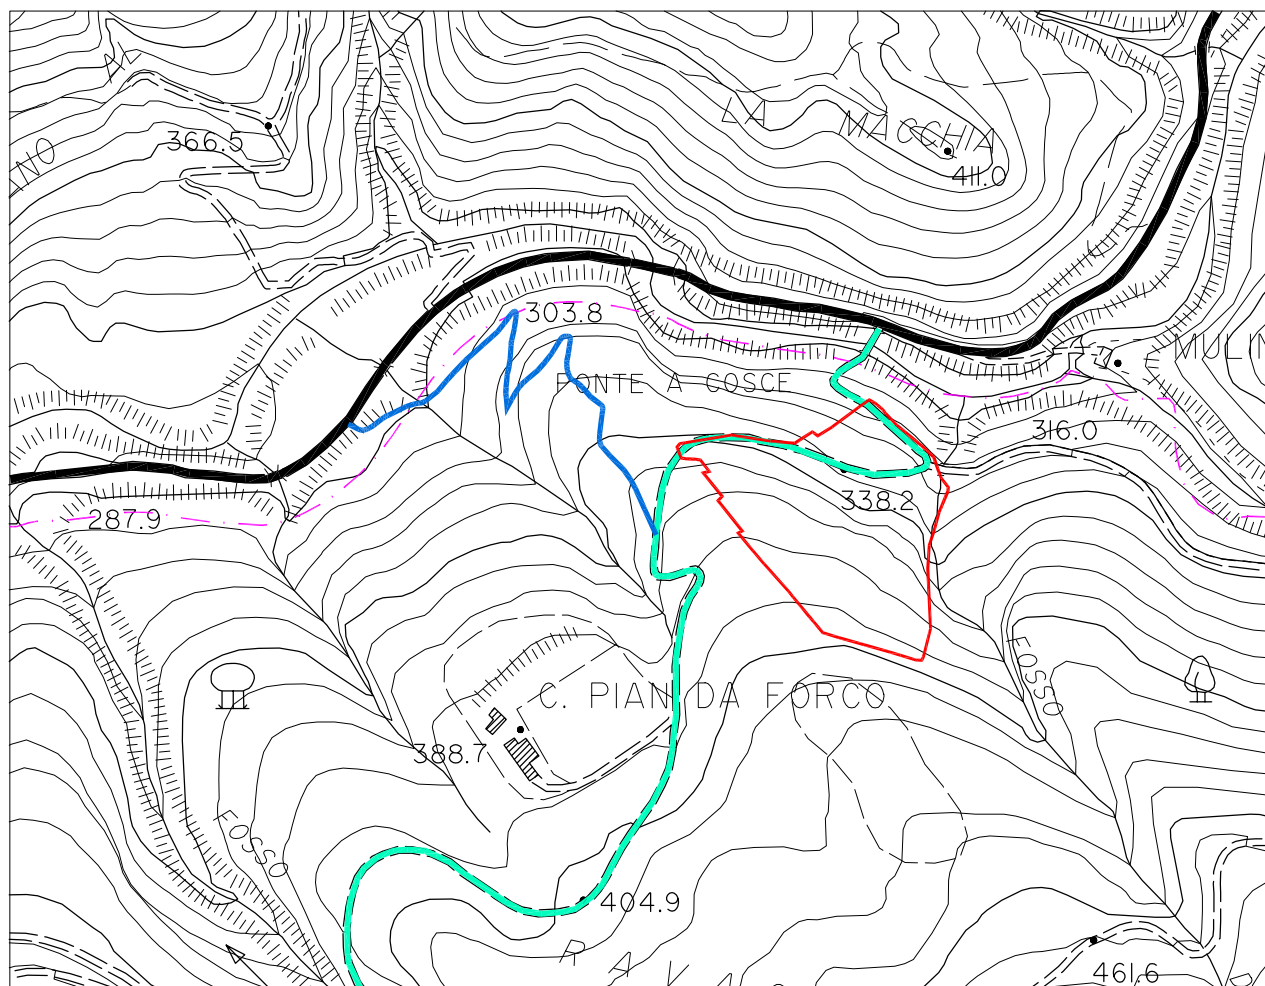 LA MACCHIA
366.5
411.0
303.8
MULIN
FONTE A COSCE
316.0
338.2
287.9
FOSSO
C. PIAN DA FORCO
388.7
FOSSO
404.9
461.6